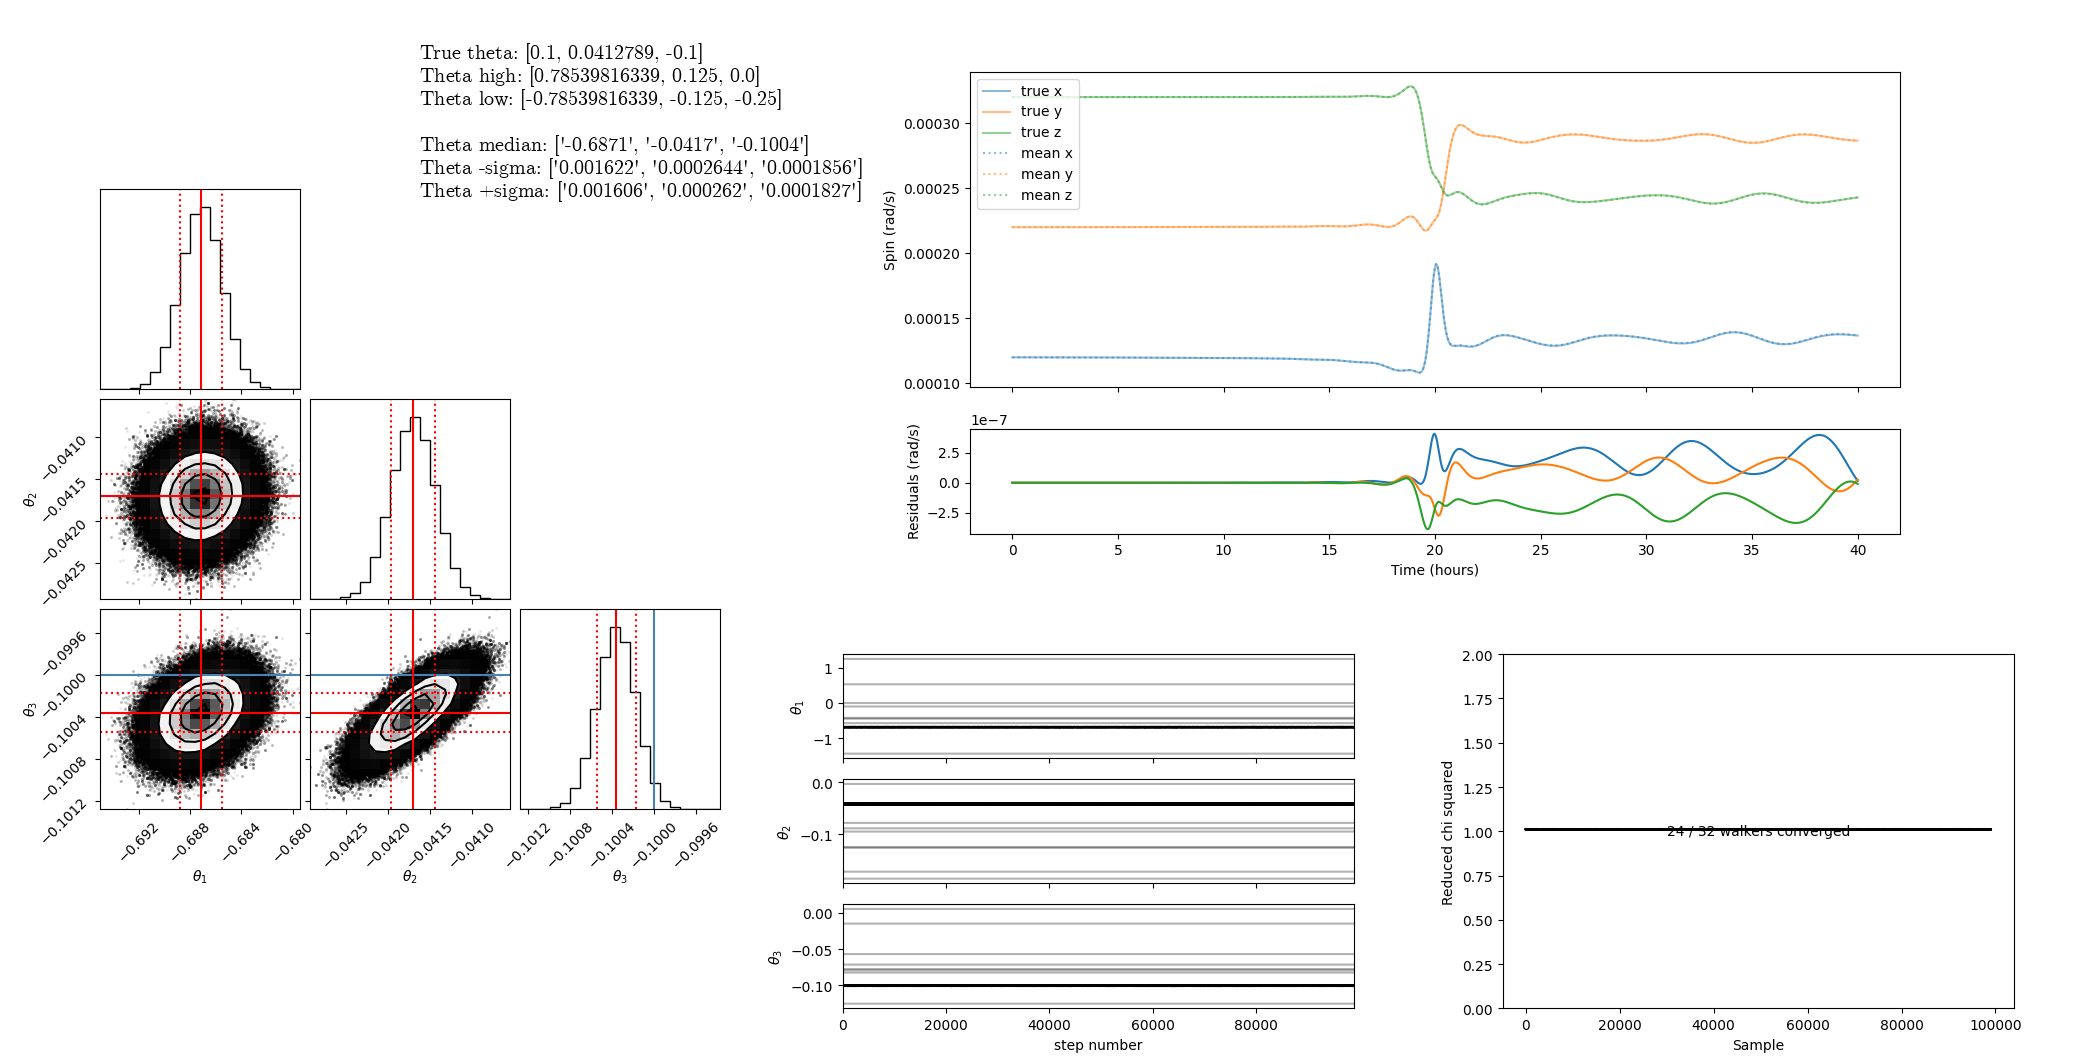 True theta: [0.1, 0.0412789, -0.1]
Theta high: [0.78539816339, 0.125, 0.0]
Theta low: [-0.78539816339, -0.125, -0.25]
Theta median: ['-0.6871', '-0.0417', '-0.1004']
Theta -sigma: ['0.001622', '0.0002644', '0.0001856']
Theta +sigma: ['0.001606', '0.000262', '0.0001827']
θ2
−0.0410
−0.0415
−0.0420
−0.0425
θ3
−0.0996
−0.1000
−0.1004
−0.1008
−0.1012
−0.692
−0.688
−0.684
−0.680
θ1
−0.0425
−0.0420
−0.0415
−0.0410
θ2
−0.1012
−0.1008
−0.1004
−0.1000
−0.0996
θ3
true x
true y
true z
mean x
mean y
mean z
Spin (rad/s)
0.00030
0.00025
0.00020
0.00015
0.00010
1e−7
Residuals (rad/s)
2.5
0.0
−2.5
0 5 10 15 20 25 30 35 40
Time (hours)
θ1
1
0
−1
θ2
0.0
−0.1
θ3
0.00
−0.05
−0.10
0 20000 40000 60000 80000
step number
Reduced chi squared
2.00
1.75
1.50
1.25
1.00
0.75
0.50
0.25
0.00
24 / 32 walkers converged
0 20000 40000 60000 80000 100000
Sample